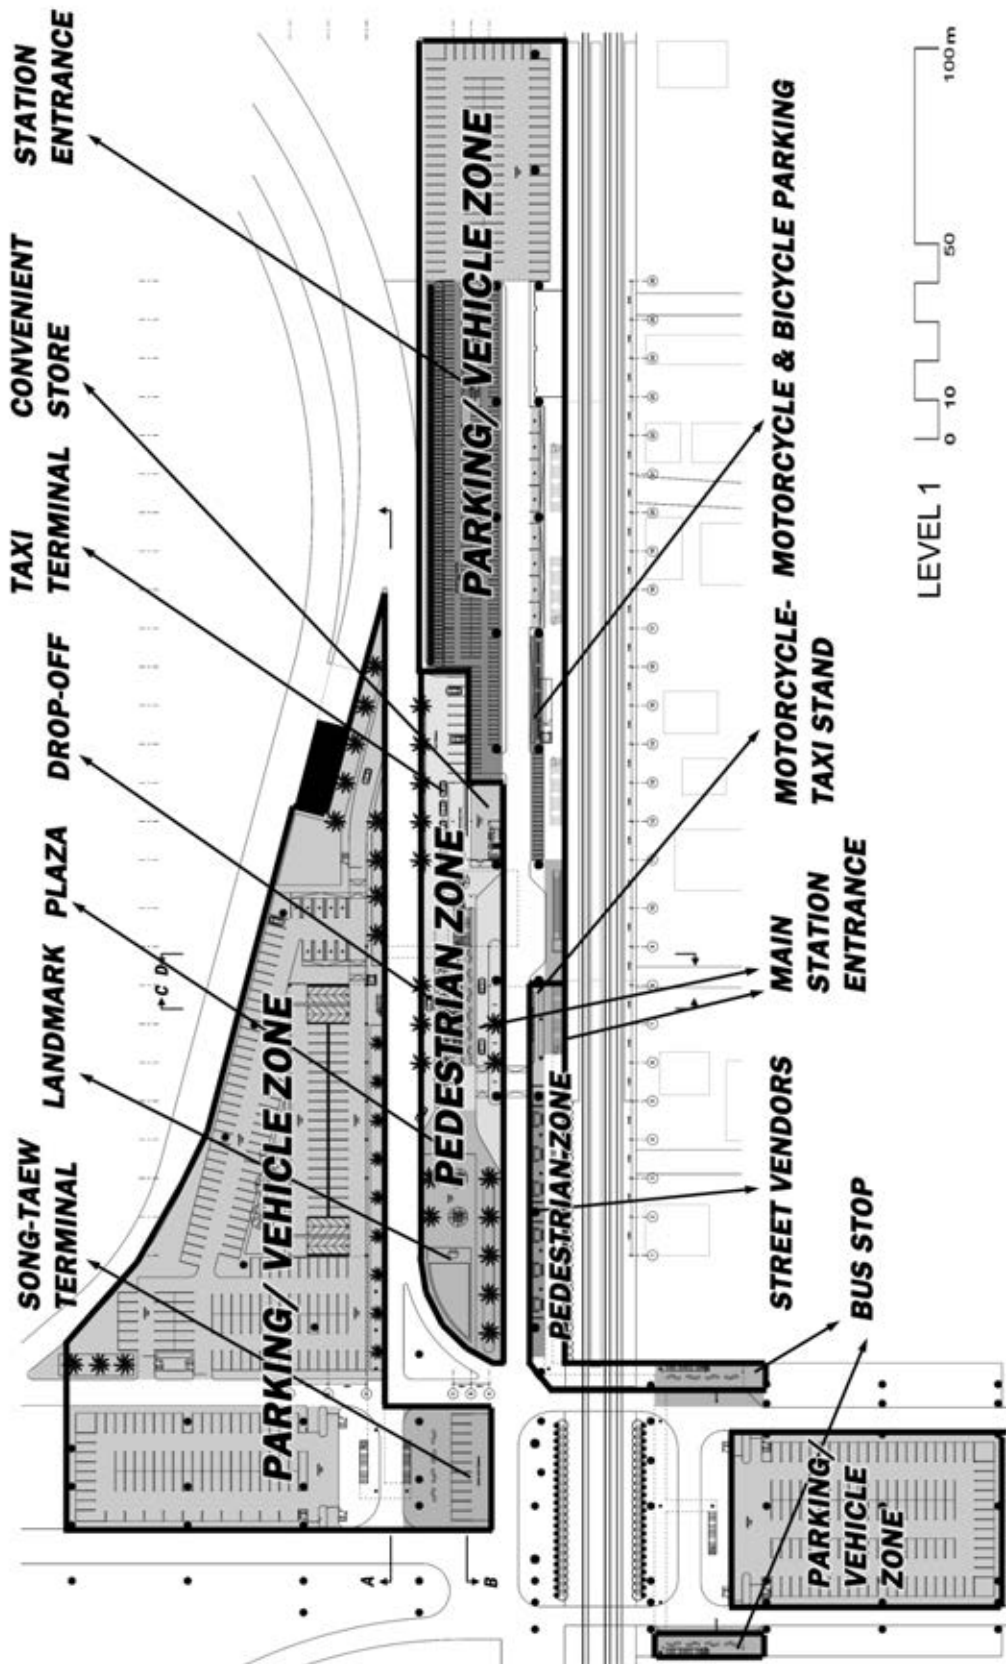 SONG-TAEW
TERMINAL
LANDMARK
PLAZA
DROP-OFF
TAXI
TERMINAL
CONVENIENT
STORE
STATION
ENTRANCE
C
D
PARKING/ VEHICLE ZONE
PEDESTRIAN ZONE
PARKING/ VEHICLE ZONE
PEDESTRIAN ZONE
A
B
PARKING/
VEHICLE
ZONE
BUS STOP
STREET VENDORS
MAIN
STATION
ENTRANCE
MOTORCYCLE-
TAXI STAND
MOTORCYCLE & BICYCLE PARKING
LEVEL 1
0 10 50 100m